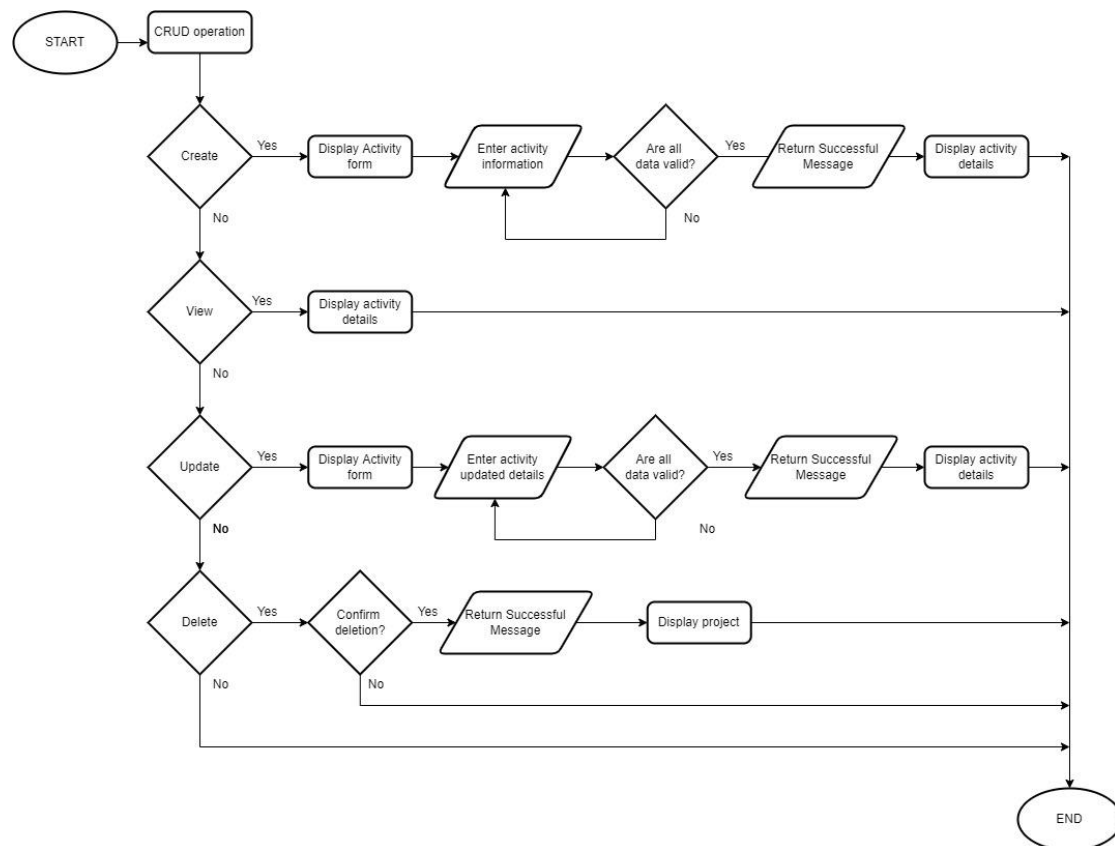 START
CRUD operation
Create
Yes
Display Activity
form
Enter activity
information
Are all
data valid?
Yes
Return Successful
Message
Display activity
details
No
No
View
Yes
Display activity
details
No
Update
Yes
Display Activity
form
Enter activity
updated details
Are all
data valid?
Yes
Return Successful
Message
Display activity
details
No
No
Delete
Yes
Confirm
deletion?
Yes
Return Successful
Message
Display project
No
No
END